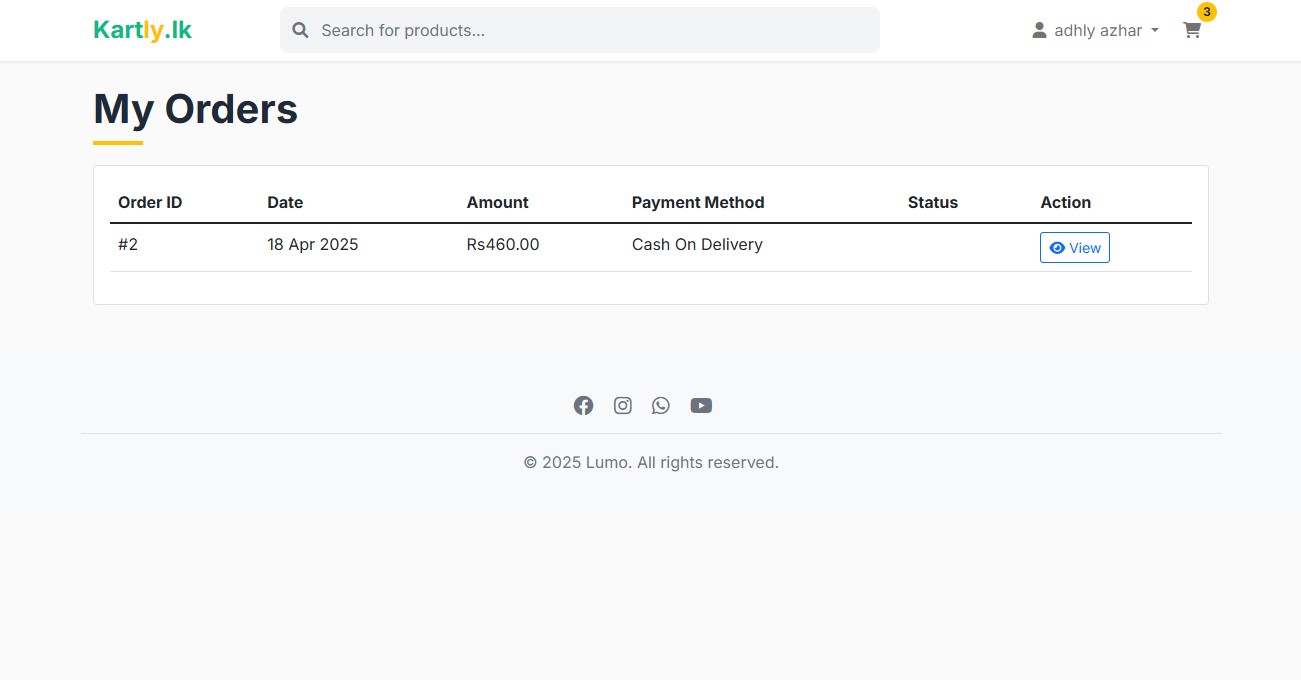 Kartly.lk
Search for products...
adhly azhar
3
My Orders
Order ID Date Amount Payment Method Status Action
#2 18 Apr 2025 Rs460.00 Cash On Delivery View
© 2025 Lumo. All rights reserved.